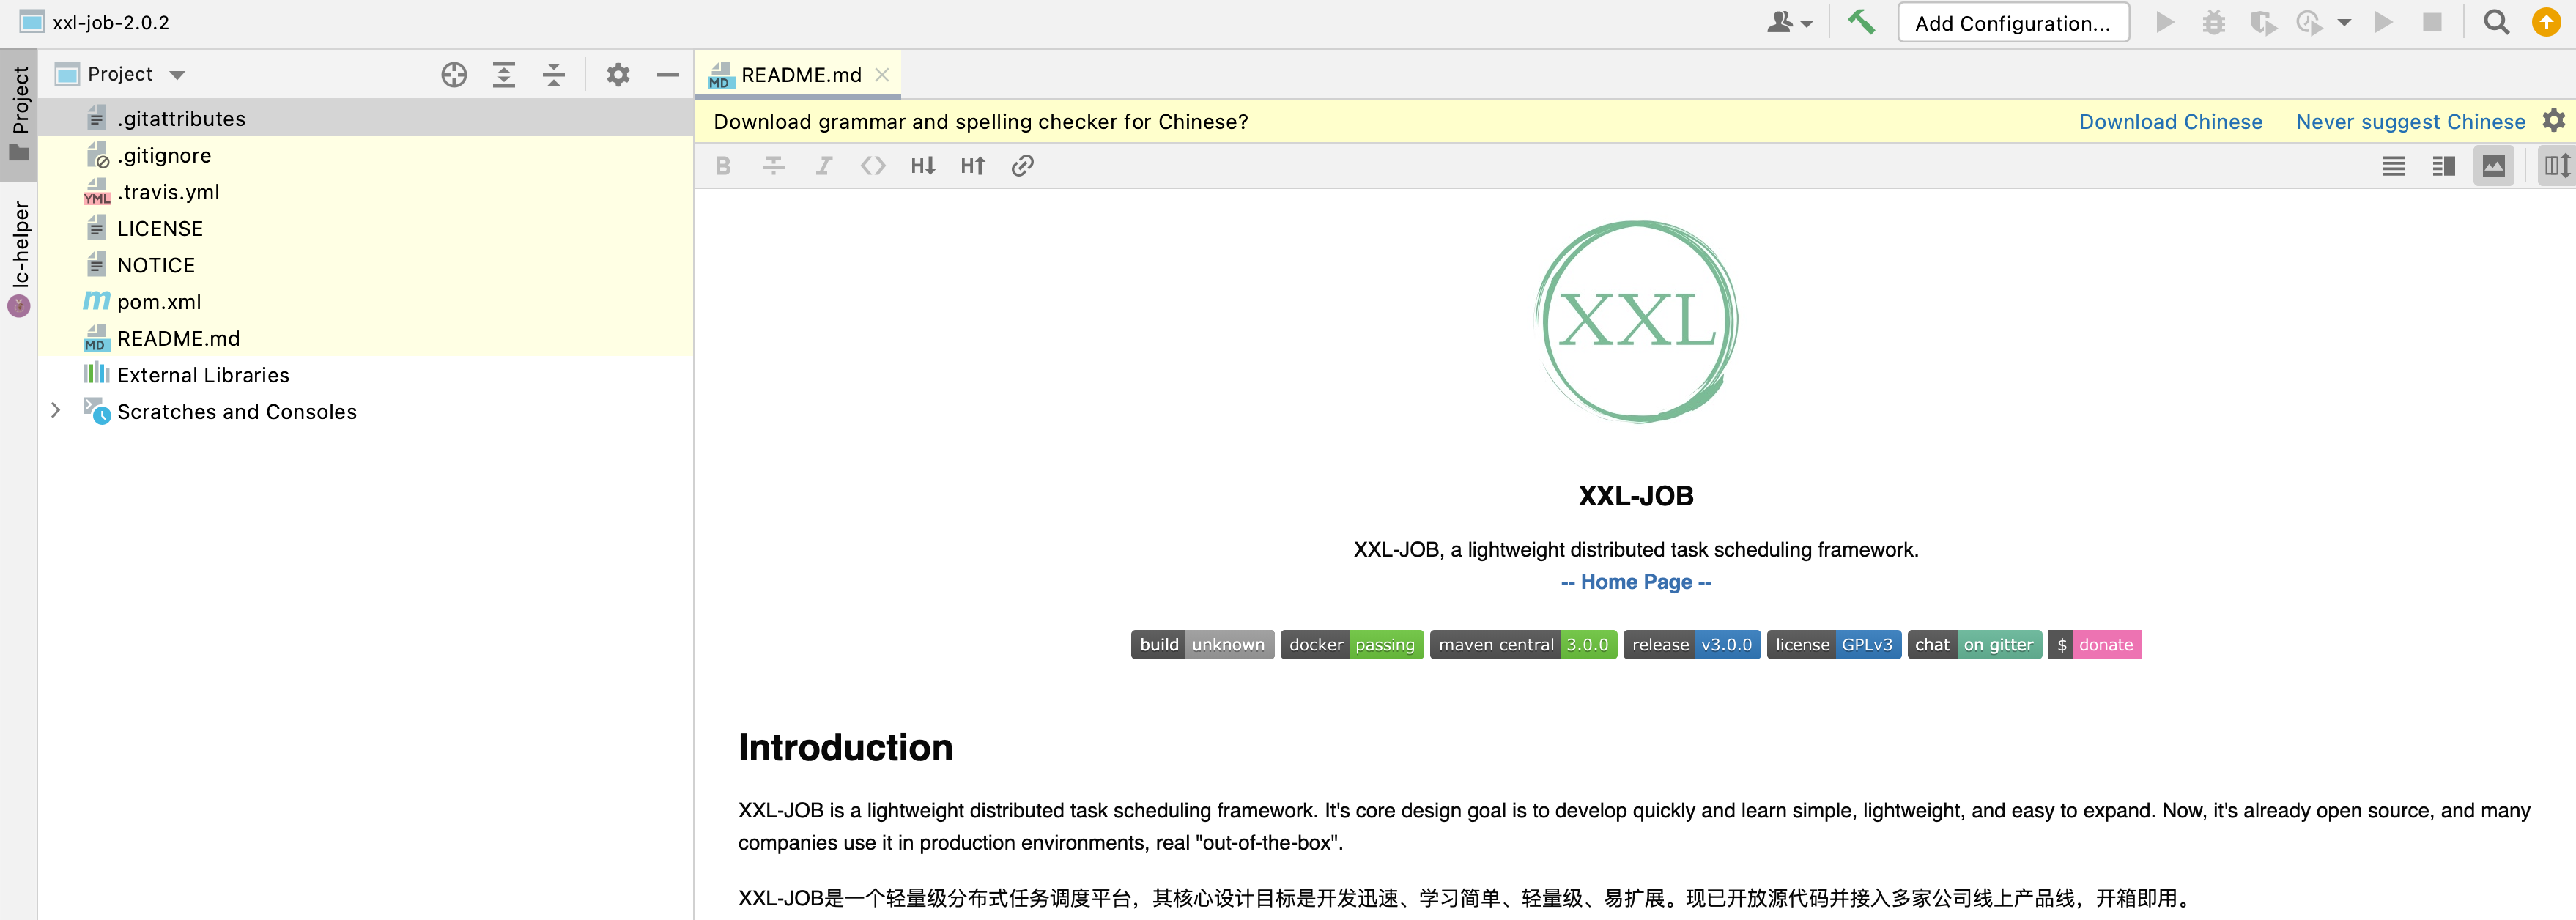 xxl-job-2.0.2
Add Configuration...
Project
lc-helper
Project
.gitattributes
.gitignore
YML .travis.yml
LICENSE
NOTICE
m pom.xml
MD README.md
External Libraries
Scratches and Consoles
MD README.md
Download grammar and spelling checker for Chinese? Download Chinese Never suggest Chinese
B I <> H H
XXL
XXL-JOB
XXL-JOB, a lightweight distributed task scheduling framework.
-- Home Page --
build unknown docker passing maven central 3.0.0 release v3.0.0 license GPLv3 chat on gitter $ donate
Introduction
XXL-JOB is a lightweight distributed task scheduling framework. It's core design goal is to develop quickly and learn simple, lightweight, and easy to expand. Now, it's already open source, and many
companies use it in production environments, real "out-of-the-box".
XXL-JOB是一个轻量级分布式任务调度平台，其核心设计目标是开发迅速、学习简单、轻量级、易扩展。现已开放源代码并接入多家公司线上产品线，开箱即用。